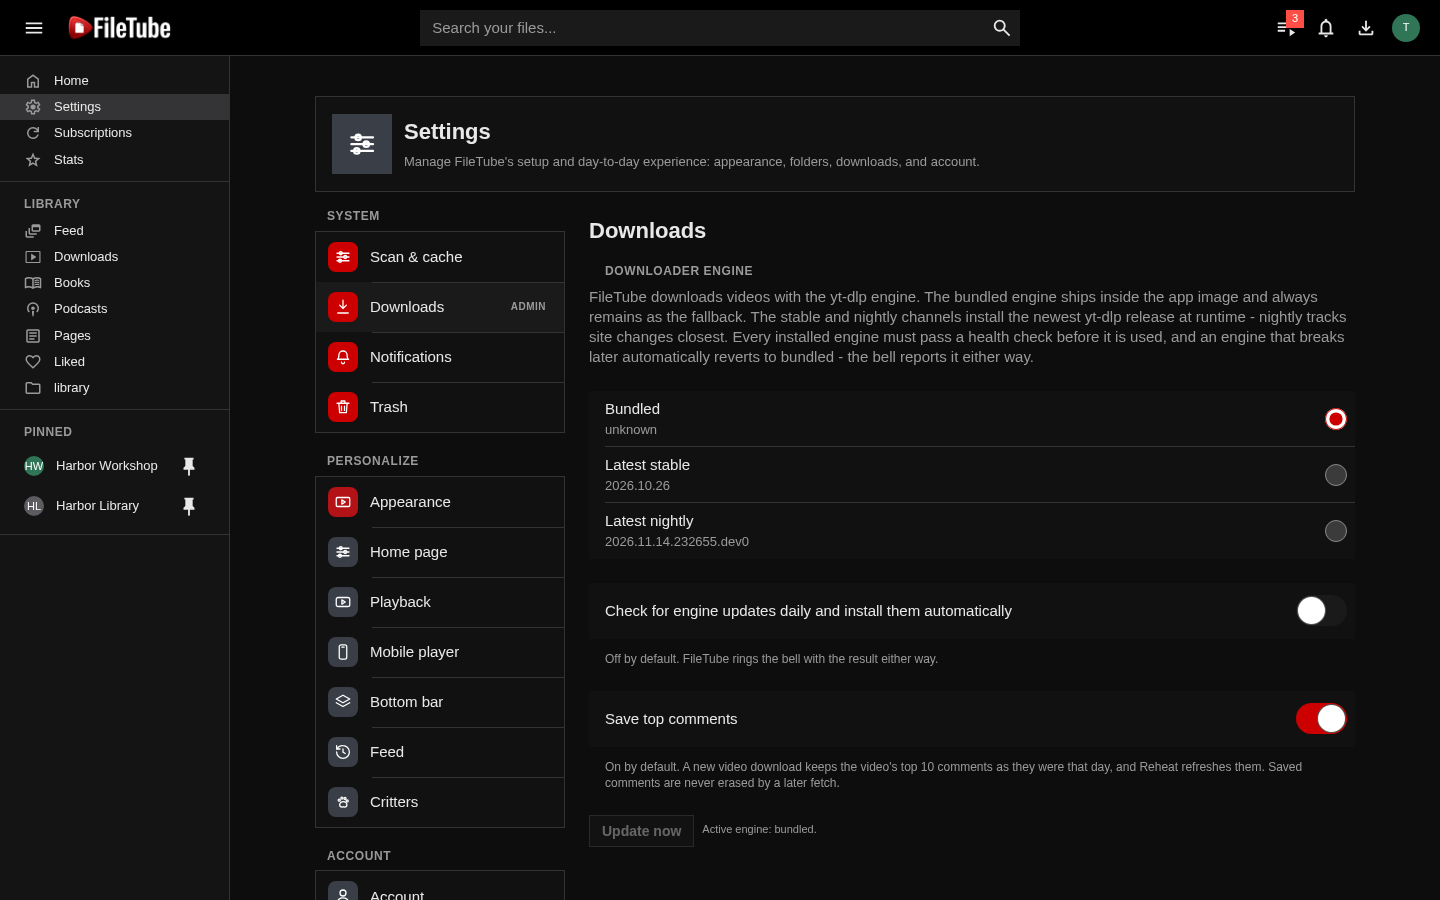 FileTube
Search your files...
3
T
Home
Settings
Subscriptions
Stats
LIBRARY
Feed
Downloads
Books
Podcasts
Pages
Liked
library
PINNED
HW Harbor Workshop
HL Harbor Library
Settings
Manage FileTube's setup and day-to-day experience: appearance, folders, downloads, and account.
SYSTEM
Scan & cache
Downloads ADMIN
Notifications
Trash
PERSONALIZE
Appearance
Home page
Playback
Mobile player
Bottom bar
Feed
Critters
ACCOUNT
Account
Downloads
DOWNLOADER ENGINE
FileTube downloads videos with the yt-dlp engine. The bundled engine ships inside the app image and always
remains as the fallback. The stable and nightly channels install the newest yt-dlp release at runtime - nightly tracks
site changes closest. Every installed engine must pass a health check before it is used, and an engine that breaks
later automatically reverts to bundled - the bell reports it either way.
Bundled
unknown
Latest stable
2026.10.26
Latest nightly
2026.11.14.232655.dev0
Check for engine updates daily and install them automatically
Off by default. FileTube rings the bell with the result either way.
Save top comments
On by default. A new video download keeps the video's top 10 comments as they were that day, and Reheat refreshes them. Saved
comments are never erased by a later fetch.
Update now
Active engine: bundled.